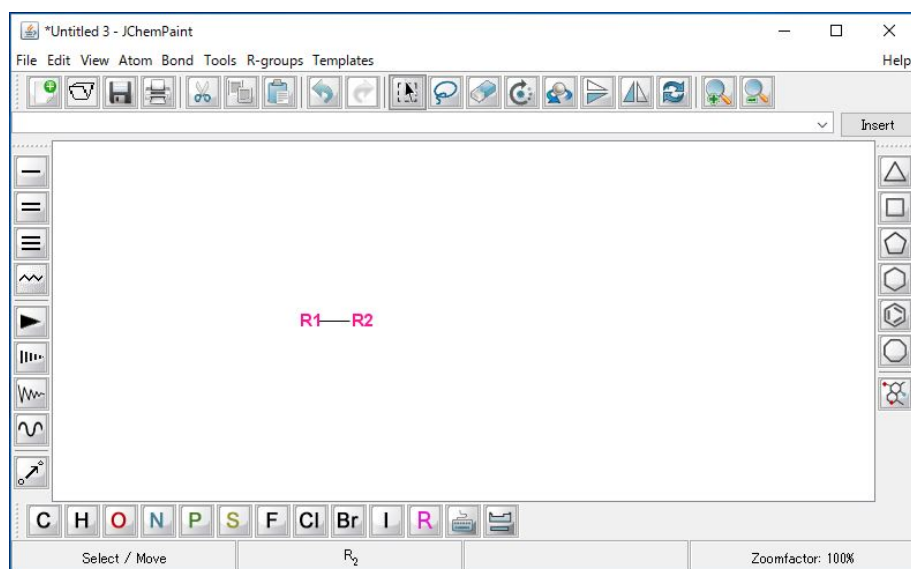 *Untitled 3 - JChemPaint
File Edit View Atom Bond Tools R-groups Templates Help
Insert
R1 R2
C H O N P S F Cl Br I R
Select / Move R2 Zoomfactor: 100%